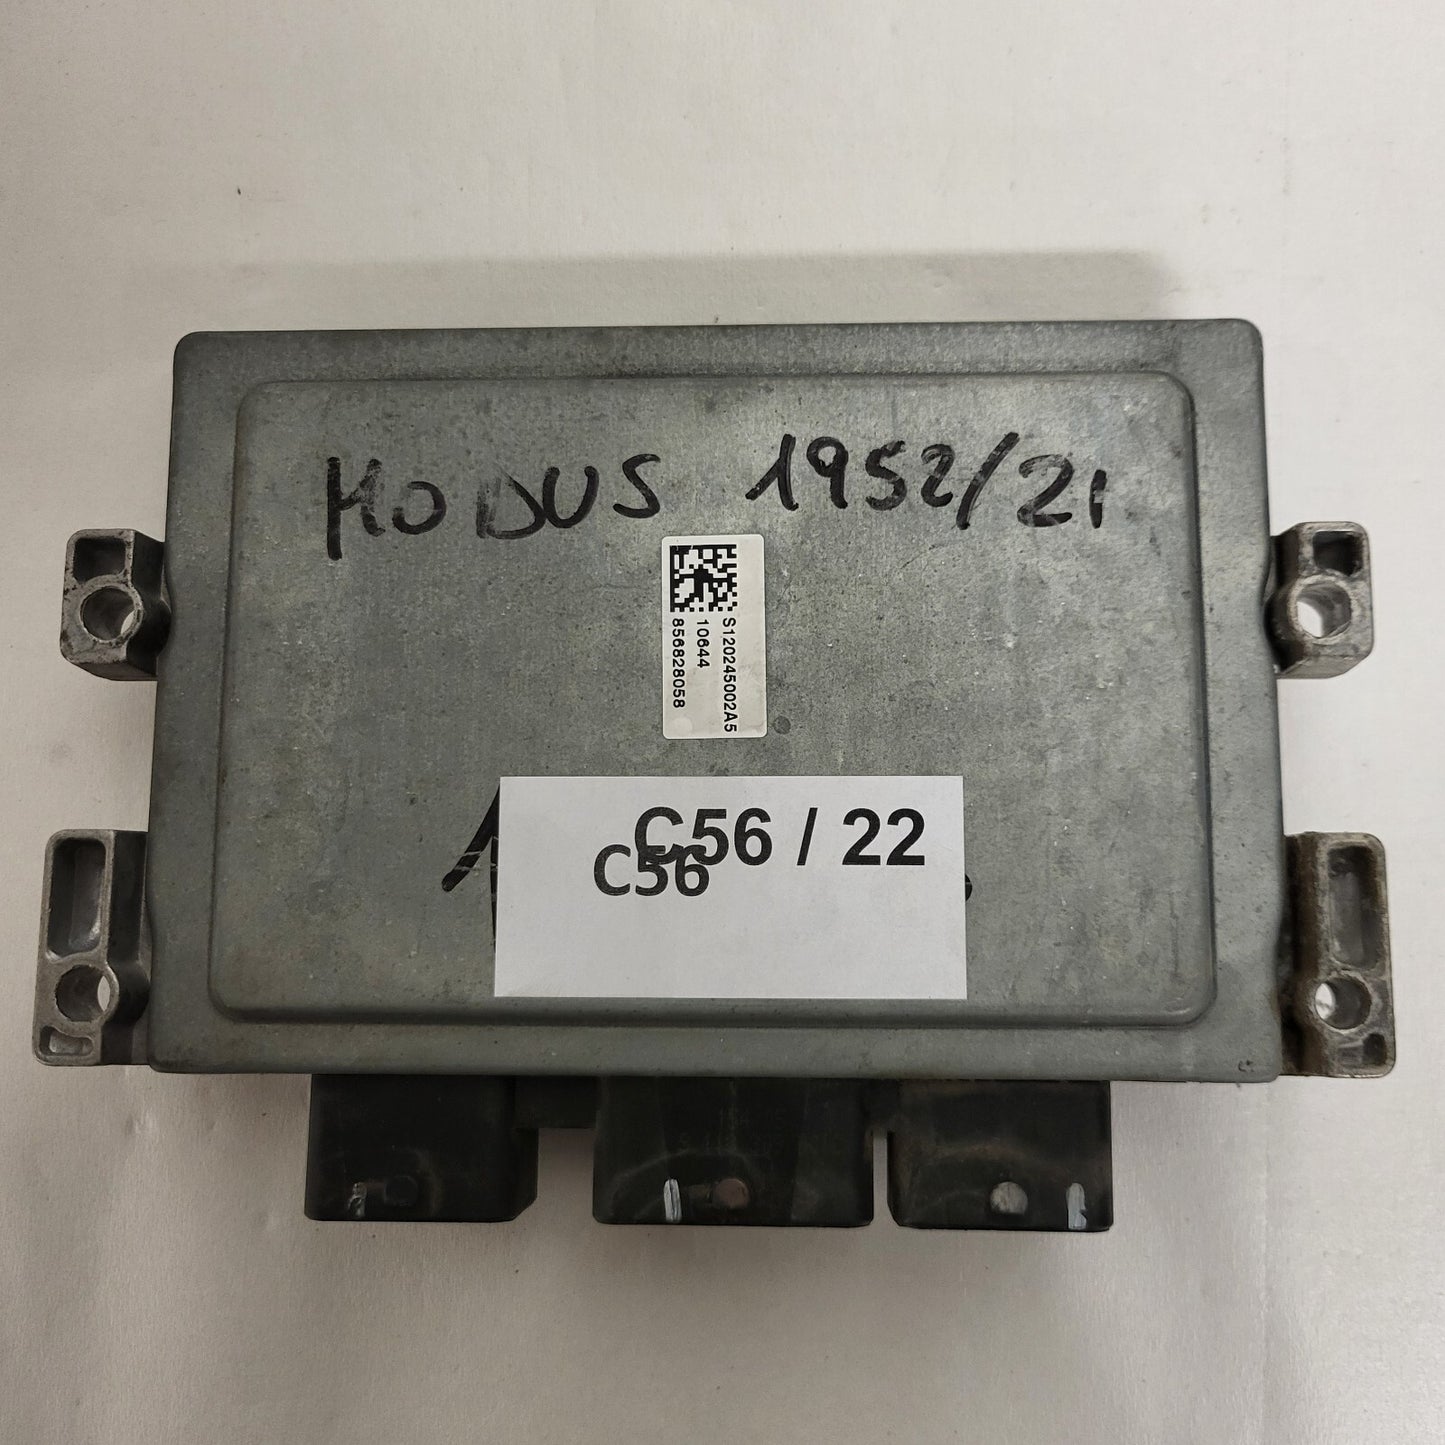 MODUS 1952/21
S120245002A5
10644
856828058
C56 / 22
C56